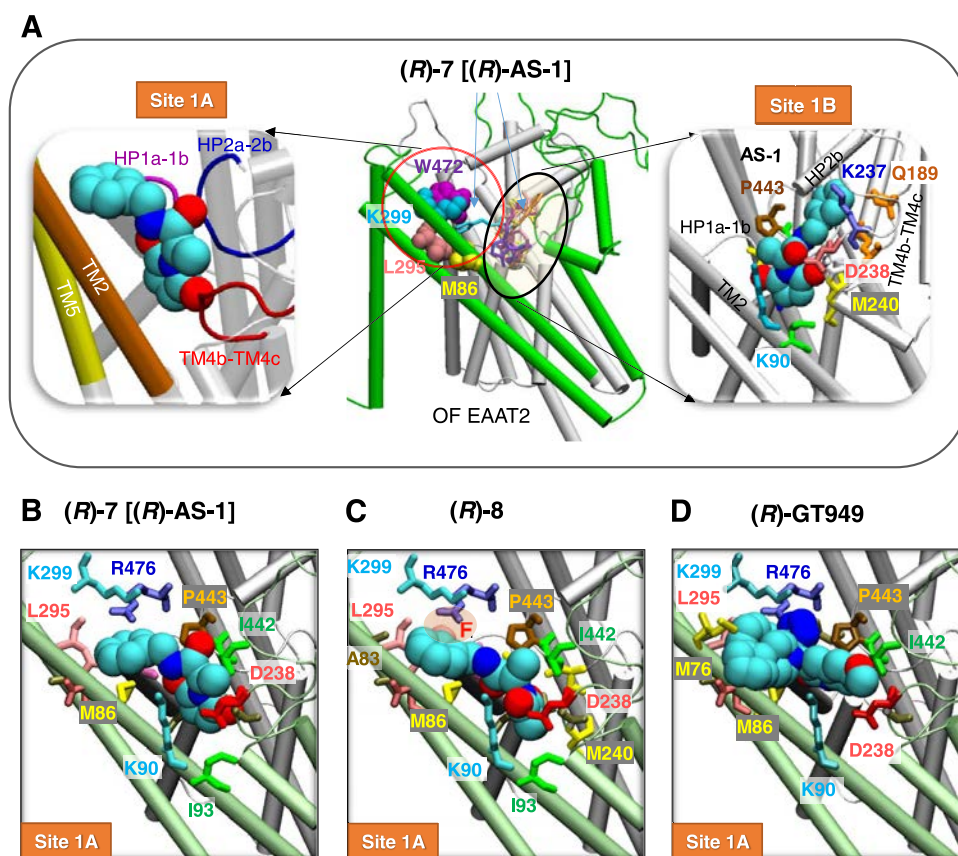 A
(R)-7 [(R)-AS-1]
Site 1A
HP1a-1b
HP2a-2b
TM2
TM5
TM4b-TM4c
W472
K299
L295
M86
OF EAAT2
Site 1B
AS-1
HP2b
K237
Q189
P443
HP1a-1b
TM4b-TM4c
D238
TM2
M240
K90
B (R)-7 [(R)-AS-1]
K299
R476
L295
P443
I442
D238
M86
K90
I93
Site 1A
C (R)-8
K299
R476
L295
P443
F
I442
A83
D238
M86
M240
K90
I93
Site 1A
D (R)-GT949
K299
R476
L295
P443
I442
M76
M86
D238
K90
Site 1A